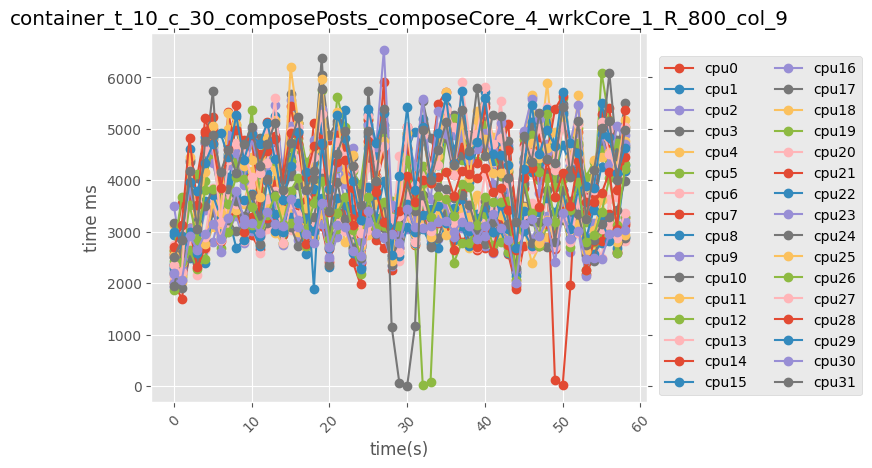 container_t_10_c_30_composePosts_composeCore_4_wrkCore_1_R_800_col_9
time ms
6000
5000
4000
3000
2000
1000
0
0
10
20
30
40
50
60
time(s)
cpu0
cpu1
cpu2
cpu3
cpu4
cpu5
cpu6
cpu7
cpu8
cpu9
cpu10
cpu11
cpu12
cpu13
cpu14
cpu15
cpu16
cpu17
cpu18
cpu19
cpu20
cpu21
cpu22
cpu23
cpu24
cpu25
cpu26
cpu27
cpu28
cpu29
cpu30
cpu31